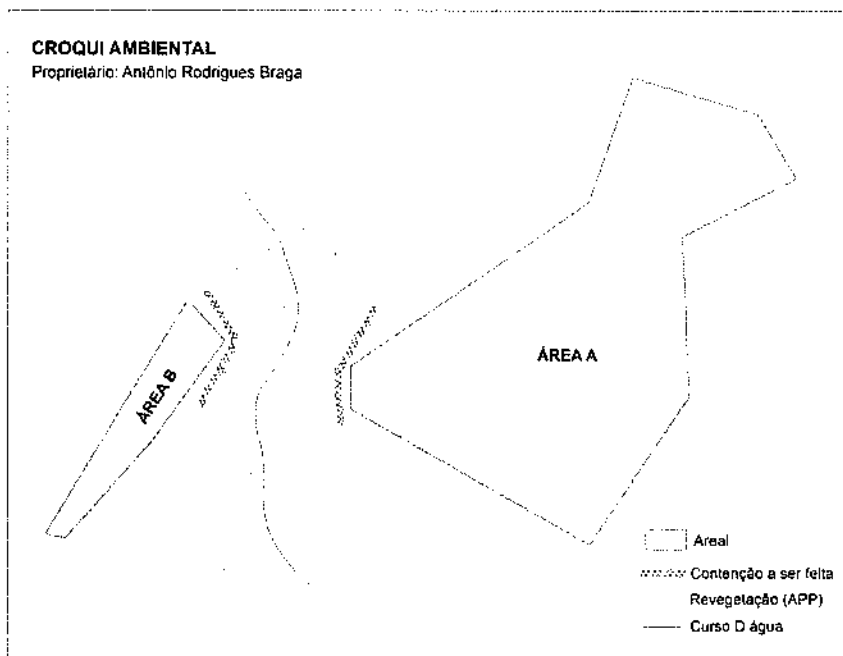 CROQUI AMBIENTAL
Proprietário: Antônio Rodrigues Braga
ÁREA A
ÁREA B
Areal
Contenção a ser feita
Revegetação (APP)
Curso D água